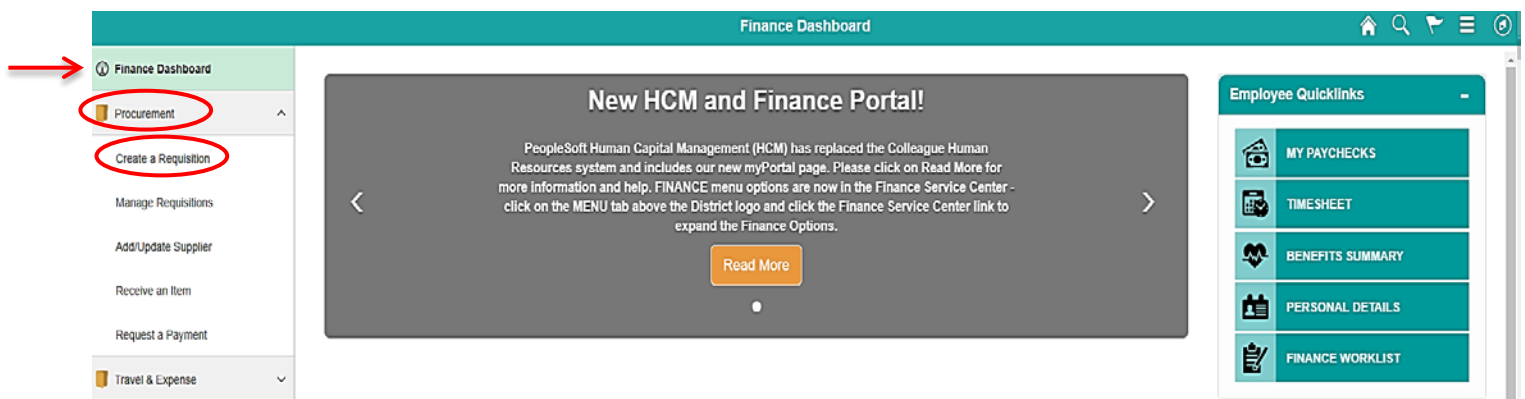 Finance Dashboard
Finance Dashboard
Procurement
Create a Requisition
Manage Requisitions
Add/Update Supplier
Receive an Item
Request a Payment
Travel & Expense
New HCM and Finance Portal!
PeopleSoft Human Capital Management (HCM) has replaced the Colleague Human
Resources system and includes our new myPortal page. Please click on Read More for
more information and help. FINANCE menu options are now in the Finance Service Center -
click on the MENU tab above the District logo and click the Finance Service Center link to
expand the Finance Options.
Read More
Employee Quicklinks
MY PAYCHECKS
TIMESHEET
BENEFITS SUMMARY
PERSONAL DETAILS
FINANCE WORKLIST